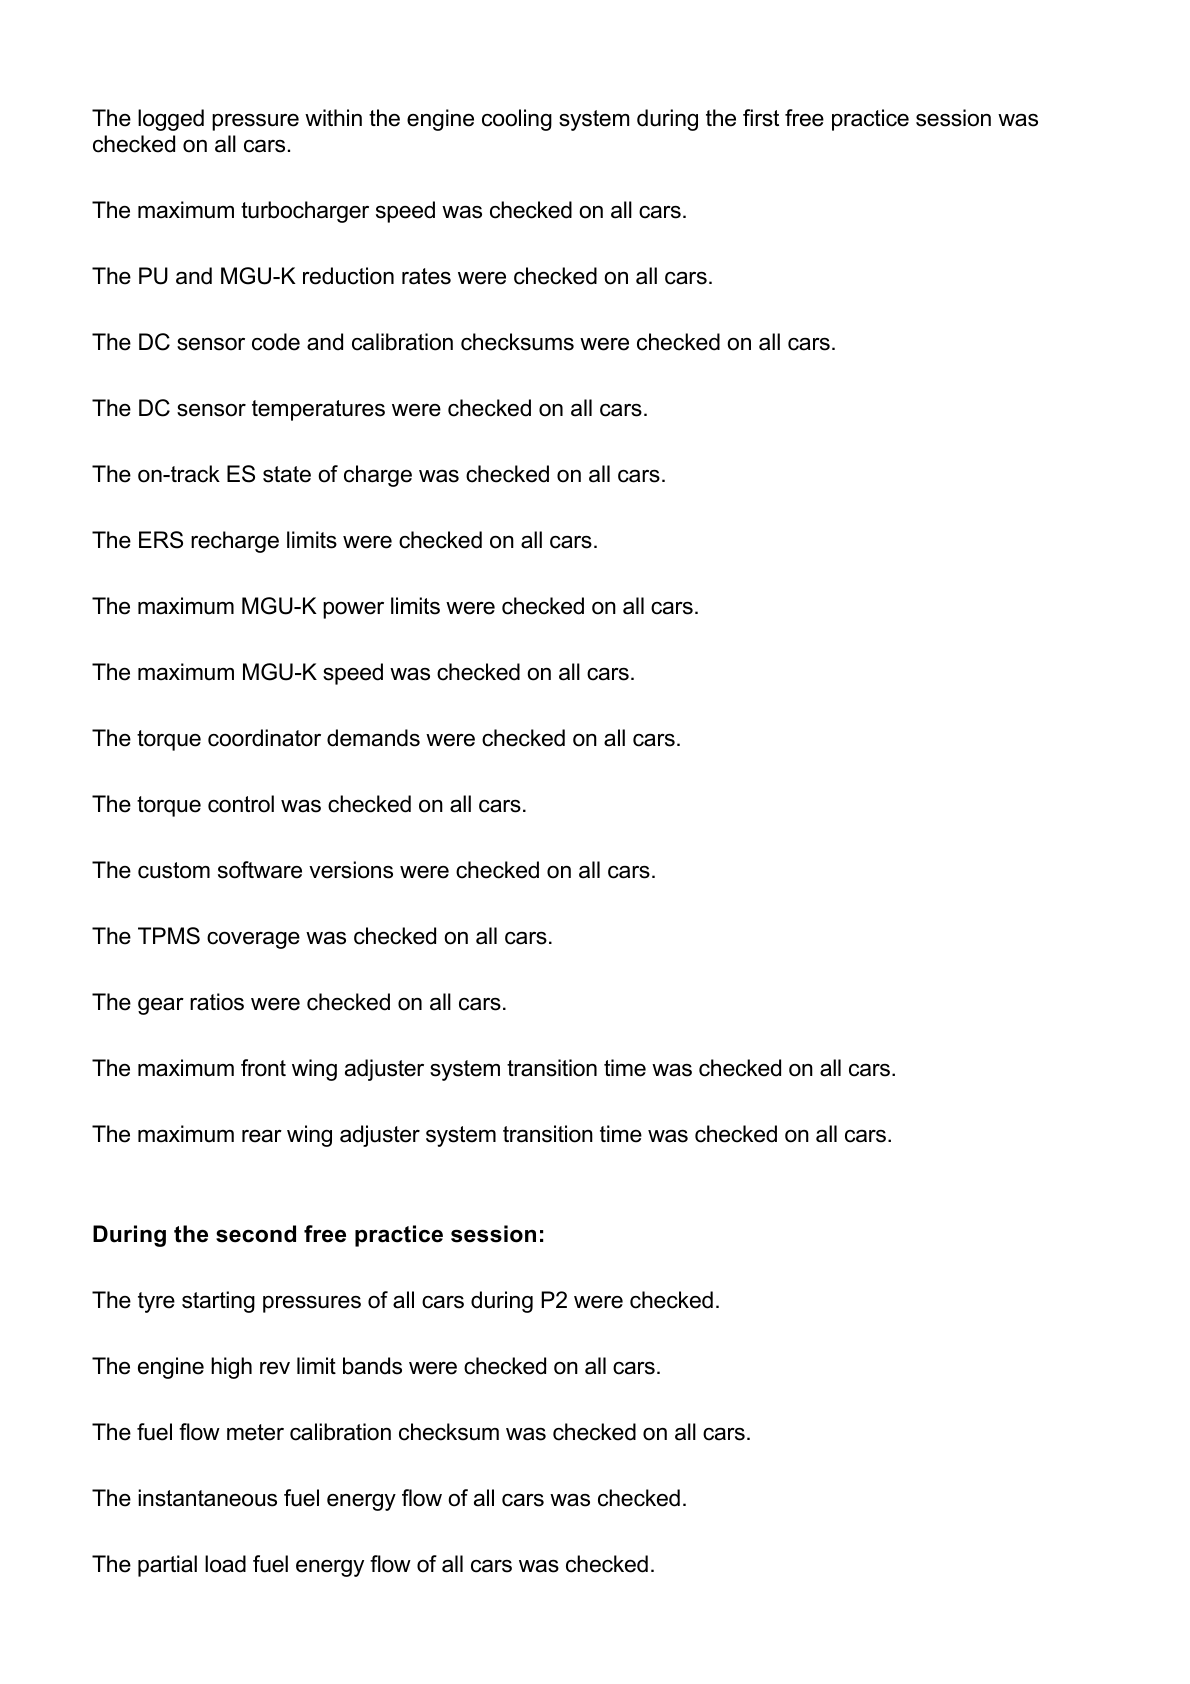 The logged pressure within the engine cooling system during the first free practice session was
checked on all cars.
The maximum turbocharger speed was checked on all cars.
The PU and MGU-K reduction rates were checked on all cars.
The DC sensor code and calibration checksums were checked on all cars.
The DC sensor temperatures were checked on all cars.
The on-track ES state of charge was checked on all cars.
The ERS recharge limits were checked on all cars.
The maximum MGU-K power limits were checked on all cars.
The maximum MGU-K speed was checked on all cars.
The torque coordinator demands were checked on all cars.
The torque control was checked on all cars.
The custom software versions were checked on all cars.
The TPMS coverage was checked on all cars.
The gear ratios were checked on all cars.
The maximum front wing adjuster system transition time was checked on all cars.
The maximum rear wing adjuster system transition time was checked on all cars.
During the second free practice session:
The tyre starting pressures of all cars during P2 were checked.
The engine high rev limit bands were checked on all cars.
The fuel flow meter calibration checksum was checked on all cars.
The instantaneous fuel energy flow of all cars was checked.
The partial load fuel energy flow of all cars was checked.